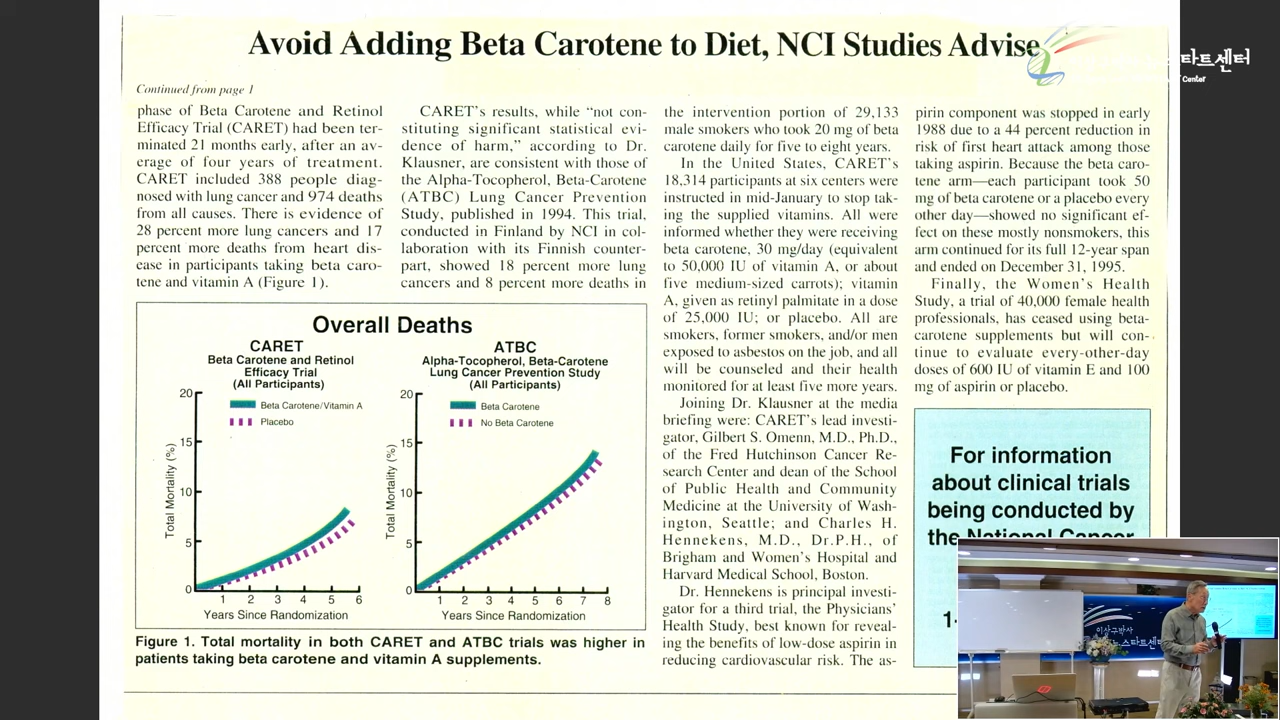 Avoid Adding Beta Carotene to Diet, NCI Studies Advise
스타트센터
Center
Continued from page 1
phase of Beta Carotene and Retinol
Efficacy Trial (CARET) had been ter-
minated 21 months early, after an av-
erage of four years of treatment.
CARET included 388 people diag-
nosed with lung cancer and 974 deaths
from all causes. There is evidence of
28 percent more lung cancers and 17
percent more deaths from heart dis-
ease in participants taking beta caro-
tene and vitamin A (Figure 1).
CARET's results, while “not con-
stituting significant statistical evi-
dence of harm,” according to Dr.
Klausner, are consistent with those of
the Alpha-Tocopherol, Beta-Carotene
(ATBC) Lung Cancer Prevention
Study, published in 1994. This trial,
conducted in Finland by NCI in col-
laboration with its Finnish counter-
part, showed 18 percent more lung
cancers and 8 percent more deaths in
Overall Deaths
CARET
Beta Carotene and Retinol
Efficacy Trial
(All Participants)
Beta Carotene/Vitamin A
Placebo
Total Mortality (%)
20
15
10
5
0
1 2 3 4 5 6
Years Since Randomization
ATBC
Alpha-Tocopherol, Beta-Carotene
Lung Cancer Prevention Study
(All Participants)
Beta Carotene
No Beta Carotene
Total Mortality (%)
20
15
10
5
0
1 2 3 4 5 6 7 8
Years Since Randomization
Figure 1. Total mortality in both CARET and ATBC trials was higher in
patients taking beta carotene and vitamin A supplements.
the intervention portion of 29,133
male smokers who took 20 mg of beta
carotene daily for five to eight years.
In the United States, CARET's
18,314 participants at six centers were
instructed in mid-January to stop tak-
ing the supplied vitamins. All were
informed whether they were receiving
beta carotene, 30 mg/day (equivalent
to 50,000 IU of vitamin A, or about
five medium-sized carrots); vitamin
A, given as retinyl palmitate in a dose
of 25,000 IU; or placebo. All are
smokers, former smokers, and/or men
exposed to asbestos on the job, and all
will be counseled and their health
monitored for at least five more years.
Joining Dr. Klausner at the media
briefing were: CARET's lead investi-
gator, Gilbert S. Omenn, M.D., Ph.D.,
of the Fred Hutchinson Cancer Re-
search Center and dean of the School
of Public Health and Community
Medicine at the University of Wash-
ington, Seattle; and Charles H.
Hennekens, M.D., Dr.P.H., of
Brigham and Women's Hospital and
Harvard Medical School, Boston.
Dr. Hennekens is principal investi-
gator for a third trial, the Physicians'
Health Study, best known for reveal-
ing the benefits of low-dose aspirin in
reducing cardiovascular risk. The as-
pirin component was stopped in early
1988 due to a 44 percent reduction in
risk of first heart attack among those
taking aspirin. Because the beta caro-
tene arm—each participant took 50
mg of beta carotene or a placebo every
other day—showed no significant ef-
fect on these mostly nonsmokers, this
arm continued for its full 12-year span
and ended on December 31, 1995.
Finally, the Women's Health
Study, a trial of 40,000 female health
professionals, has ceased using beta-
carotene supplements but will con-
tinue to evaluate every-other-day
doses of 600 IU of vitamin E and 100
mg of aspirin or placebo.
For information
about clinical trials
being conducted by
the National Cancer
1-
이상구박사
뉴스타트센터